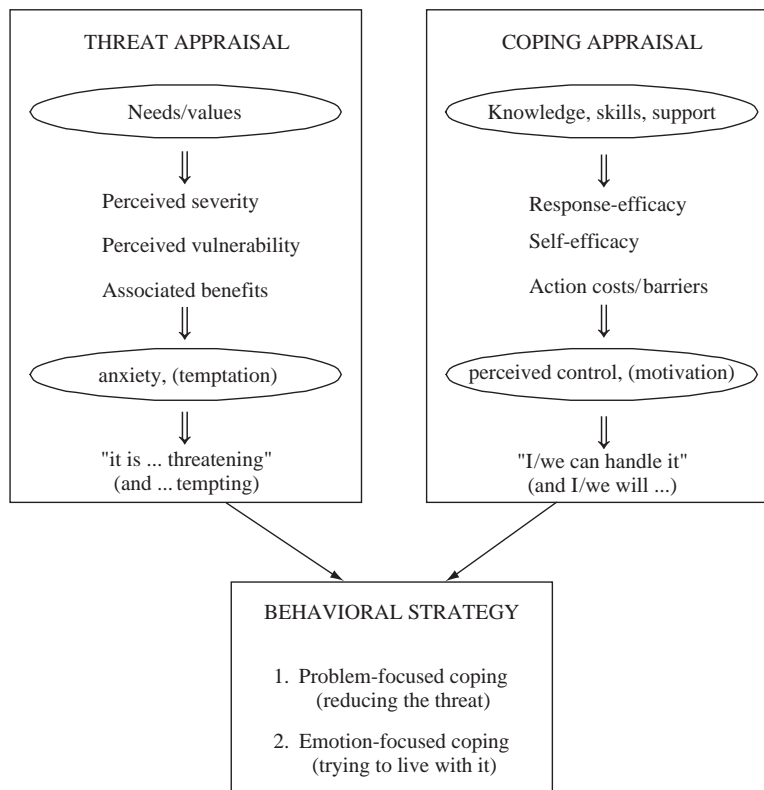 THREAT APPRAISAL
Needs/values
Perceived severity
Perceived vulnerability
Associated benefits
anxiety, (temptation)
"it is ... threatening"
(and ... tempting)
COPING APPRAISAL
Knowledge, skills, support
Response-efficacy
Self-efficacy
Action costs/barriers
perceived control, (motivation)
"I/we can handle it"
(and I/we will ...)
BEHAVIORAL STRATEGY
1. Problem-focused coping
(reducing the threat)
2. Emotion-focused coping
(trying to live with it)